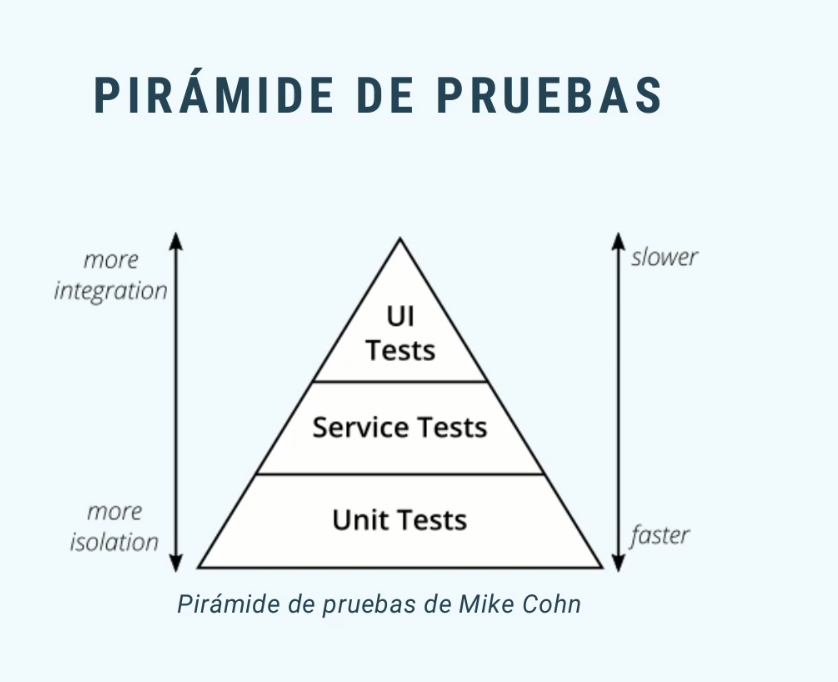 PIRÁMIDE DE PRUEBAS
more
integration
slower
UI
Tests
Service Tests
Unit Tests
more
isolation
faster
Pirámide de pruebas de Mike Cohn